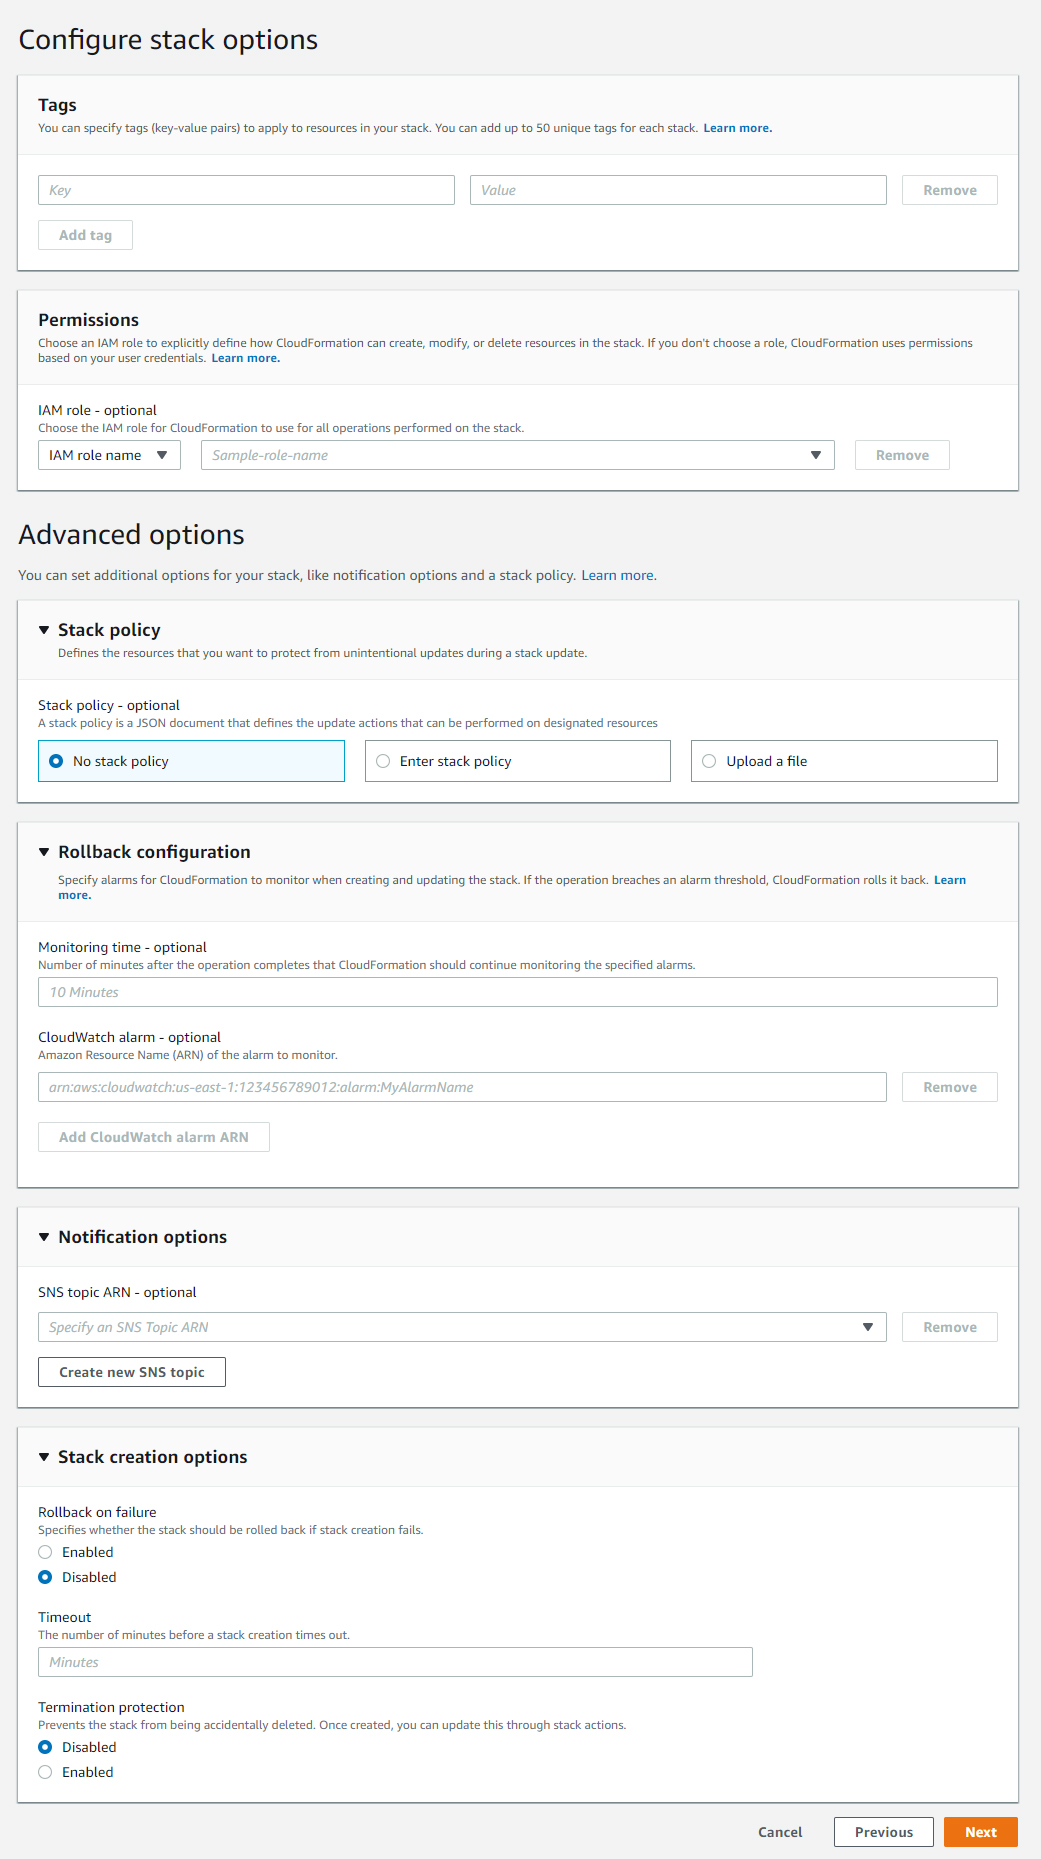 Configure stack options
Tags
You can specify tags (key-value pairs) to apply to resources in your stack. You can add up to 50 unique tags for each stack. Learn more.
Key Value Remove
Add tag
Permissions
Choose an IAM role to explicitly define how CloudFormation can create, modify, or delete resources in the stack. If you don't choose a role, CloudFormation uses permissions
based on your user credentials. Learn more.
IAM role - optional
Choose the IAM role for CloudFormation to use for all operations performed on the stack.
IAM role name Sample-role-name Remove
Advanced options
You can set additional options for your stack, like notification options and a stack policy. Learn more.
Stack policy
Defines the resources that you want to protect from unintentional updates during a stack update.
Stack policy - optional
A stack policy is a JSON document that defines the update actions that can be performed on designated resources
No stack policy Enter stack policy Upload a file
Rollback configuration
Specify alarms for CloudFormation to monitor when creating and updating the stack. If the operation breaches an alarm threshold, CloudFormation rolls it back. Learn
more.
Monitoring time - optional
Number of minutes after the operation completes that CloudFormation should continue monitoring the specified alarms.
10 Minutes
CloudWatch alarm - optional
Amazon Resource Name (ARN) of the alarm to monitor.
arn:aws:cloudwatch:us-east-1:123456789012:alarm:MyAlarmName Remove
Add CloudWatch alarm ARN
Notification options
SNS topic ARN - optional
Specify an SNS Topic ARN Remove
Create new SNS topic
Stack creation options
Rollback on failure
Specifies whether the stack should be rolled back if stack creation fails.
Enabled
Disabled
Timeout
The number of minutes before a stack creation times out.
Minutes
Termination protection
Prevents the stack from being accidentally deleted. Once created, you can update this through stack actions.
Disabled
Enabled
Cancel Previous Next